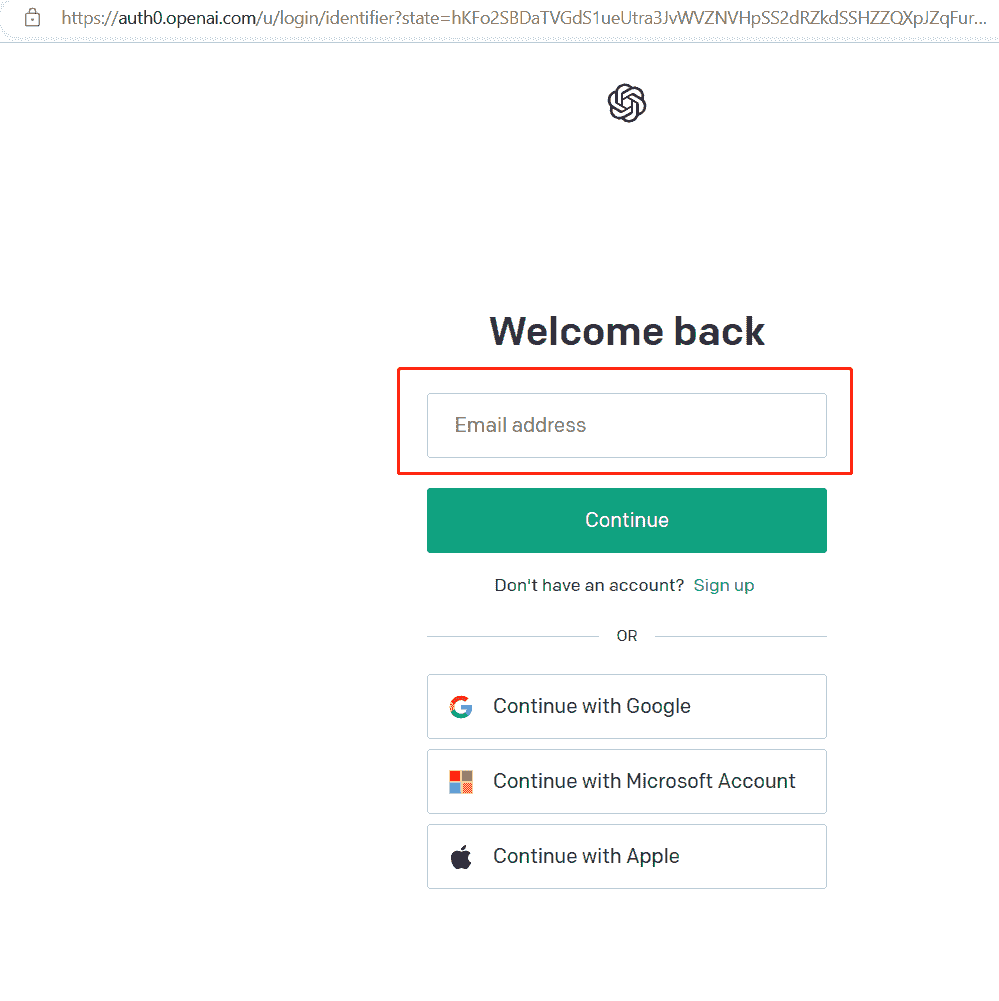 https://auth0.openai.com/u/login/identifier?state=hKFo2SBDaTVGdS1ueUtra3JvWVZNVHpSS2dRZkdSSHZZQXpJZqFur...
Welcome back
Email address
Continue
Don't have an account? Sign up
OR
Continue with Google
Continue with Microsoft Account
Continue with Apple